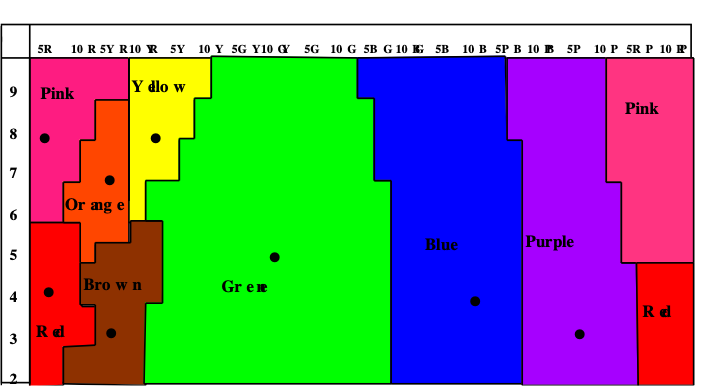 5R 10 R 5Y R 10 YR 5Y 10 Y 5G Y 10 GY 5G 10 G 5B G 10 BG 5B 10 B 5P B 10 PB 5P 10 P 5R P 10 RP
9
Pink
Yellow
Pink
8
7
Orange
6
5
Blue
Purple
Brown
Green
4
Red
Red
3
2